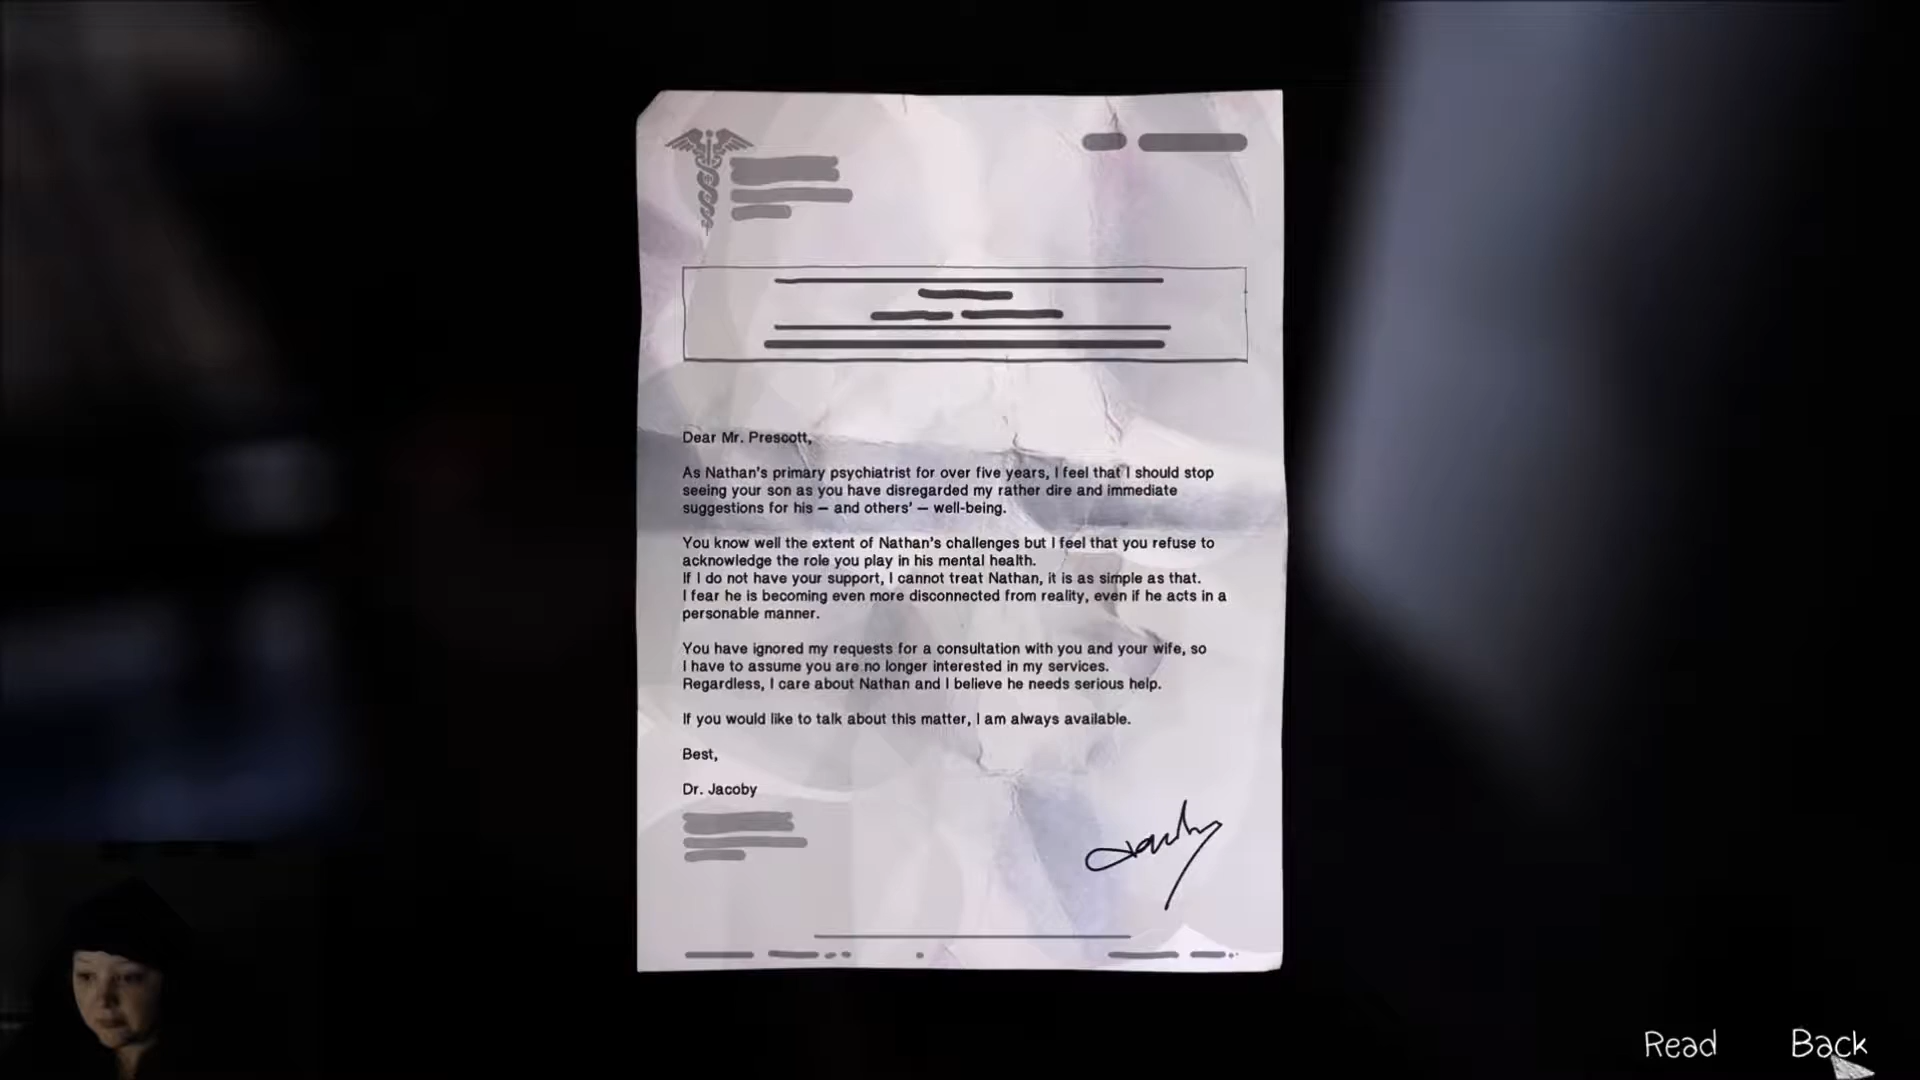 Dear Mr. Prescott,
As Nathan's primary psychiatrist for over five years, I feel that I should stop
seeing your son as you have disregarded my rather dire and immediate
suggestions for his – and others' – well-being.
You know well the extent of Nathan's challenges but I feel that you refuse to
acknowledge the role you play in his mental health.
If I do not have your support, I cannot treat Nathan, it is as simple as that.
I fear he is becoming even more disconnected from reality, even if he acts in a
personable manner.
You have ignored my requests for a consultation with you and your wife, so
I have to assume you are no longer interested in my services.
Regardless, I care about Nathan and I believe he needs serious help.
If you would like to talk about this matter, I am always available.
Best,
Dr. Jacoby
Read
Back